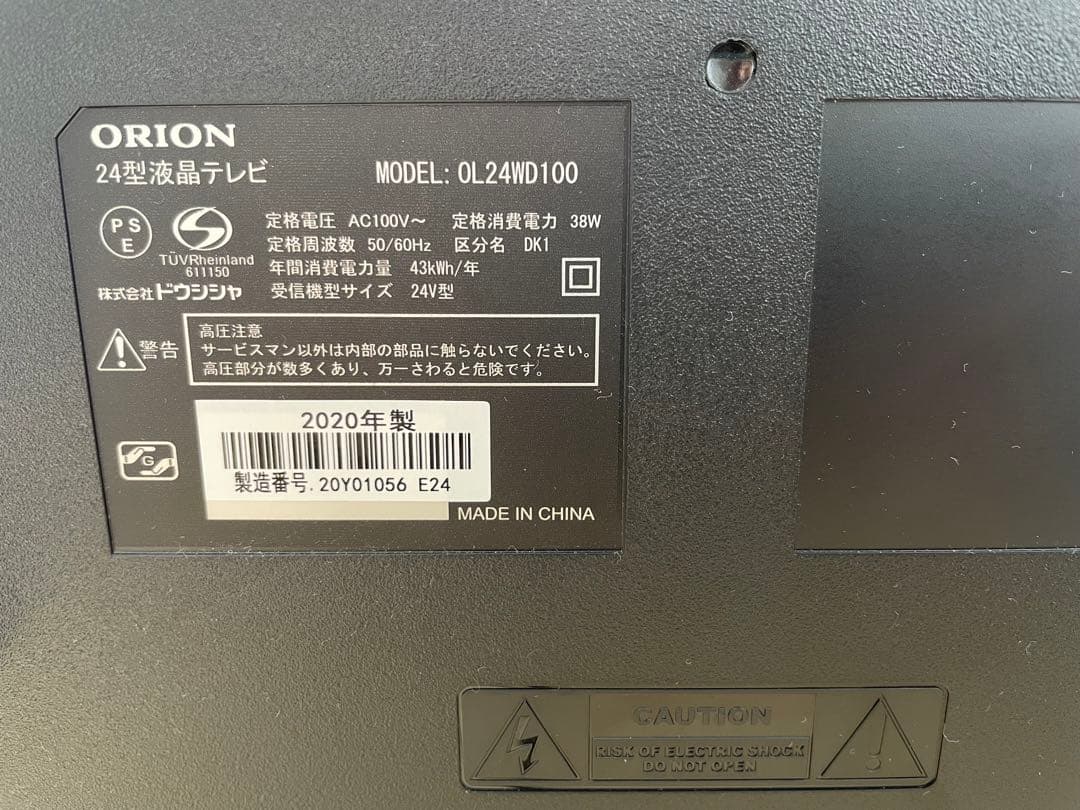 ORION
24型液晶テレビ MODEL: OL24WD100
PS
E
TÜVRheinland
611150
株式会社ドウシシャ
定格電圧 AC100V～ 定格消費電力 38W
定格周波数 50/60Hz 区分名 DK1
年間消費電力量 43kWh/年
受信機型サイズ 24V型
警告
高圧注意
サービスマン以外は内部の部品に触らないでください。
高圧部分が数多くあり、万一さわると危険です。
G
2020年製
製造番号.20Y01056 E24
MADE IN CHINA
CAUTION
RISK OF ELECTRIC SHOCK
DO NOT OPEN